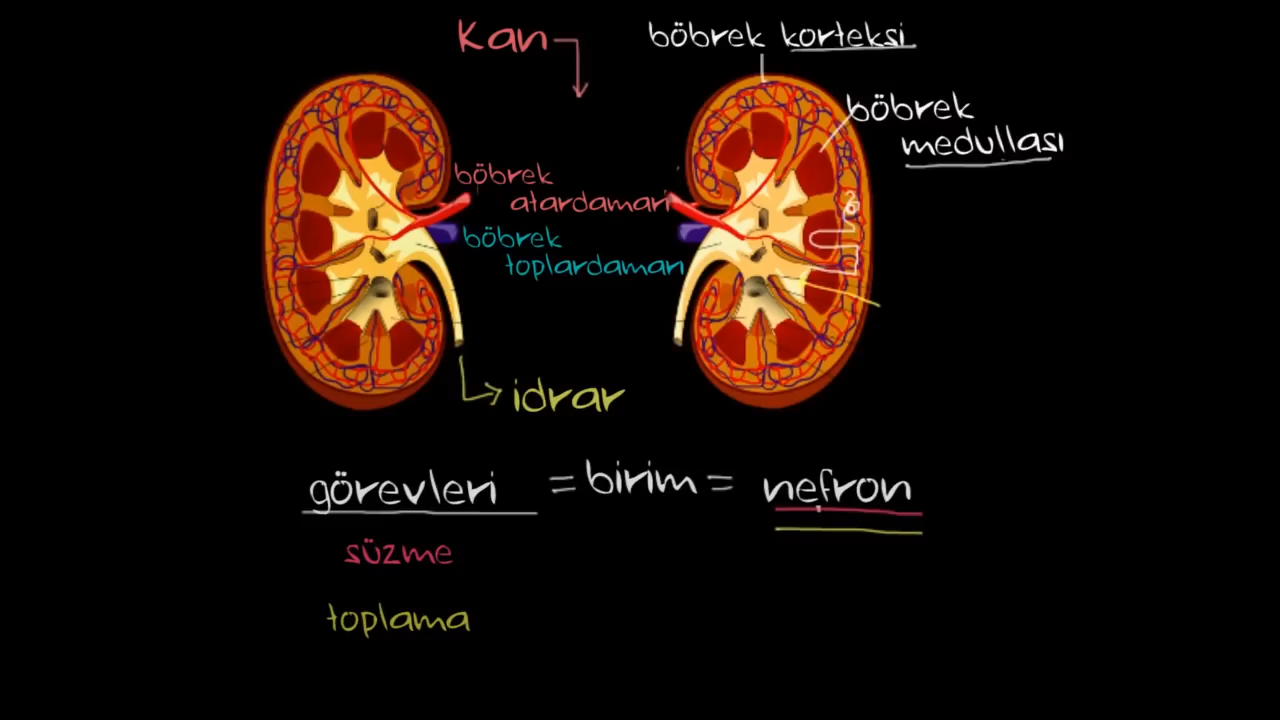 Kan
böbrek korteksi
böbrek
medullası
böbrek
atardamarı
böbrek
toplardamarı
idrar
görevleri = birim = nefron
süzme
toplama